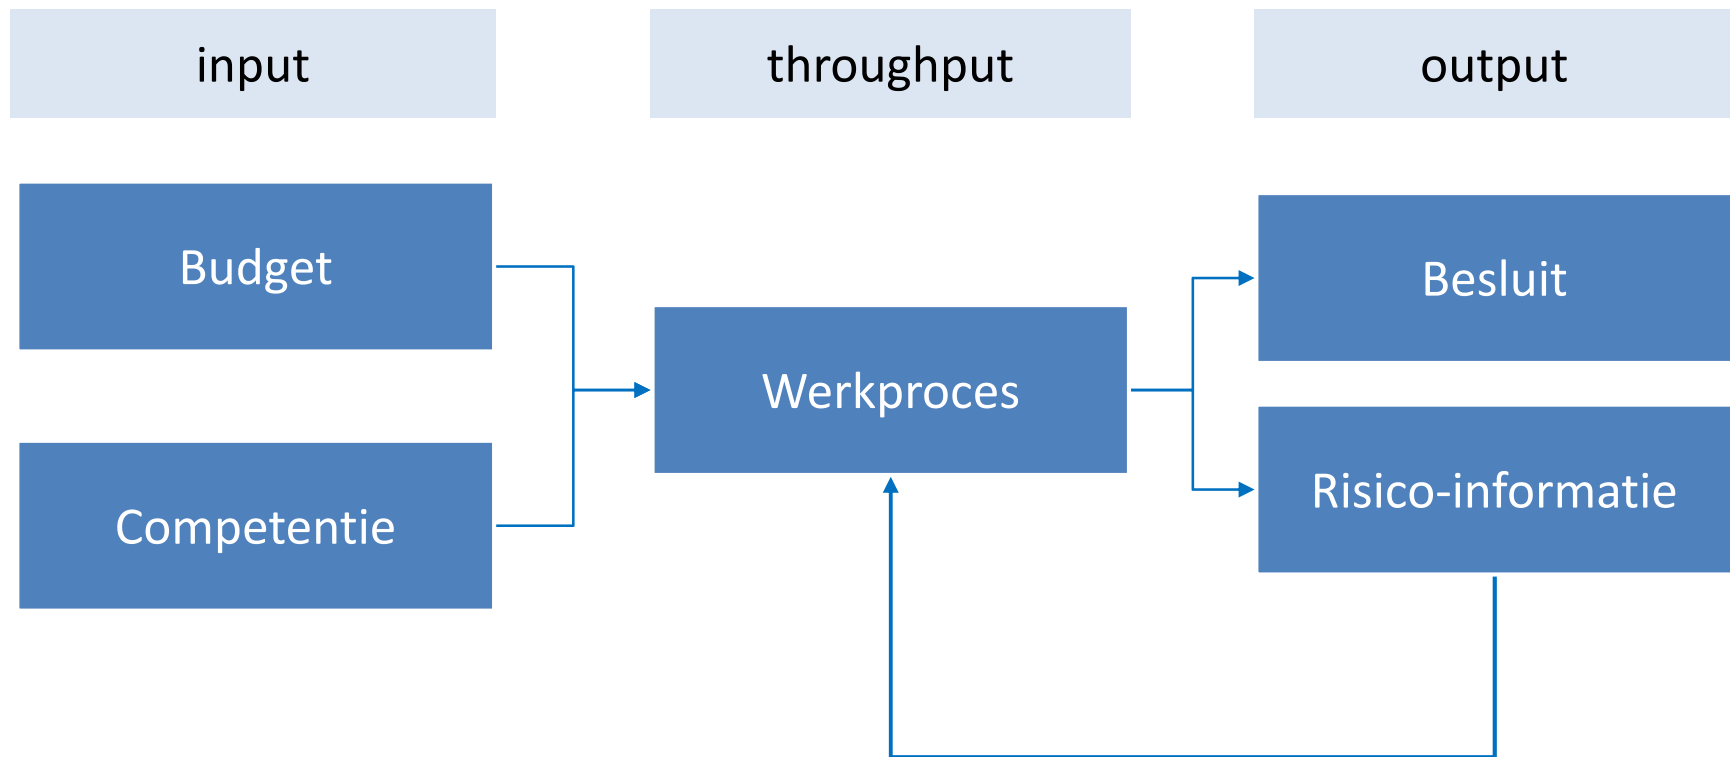 input
throughput
output
Budget
Besluit
Werkproces
Risico-informatie
Competentie